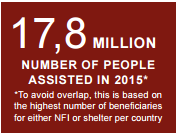 17,8 MILLION
NUMBER OF PEOPLE
ASSISTED IN 2015*
*To avoid overlap, this is based on
the highest number of beneficiaries
for either NFI or shelter per country